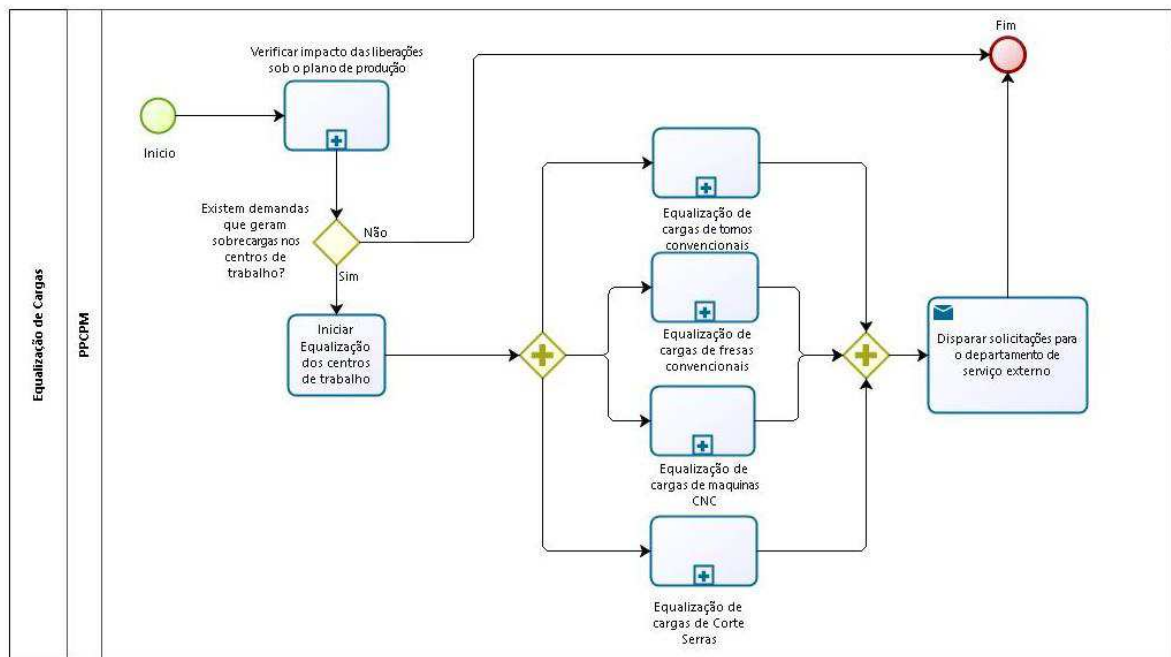 Equalização de Cargas
PPCPM
Inicio
Verificar impacto das liberações
sob o plano de produção
Existem demandas
que geram
sobrecargas nos
centros de
trabalho?
Não
Sim
Iniciar
Equalização
dos centros
de trabalho
Equalização de
cargas de tornos
convencionais
Equalização de
cargas de fresas
convencionais
Equalização de
cargas de maquinas
CNC
Equalização de
cargas de Corte
Serras
Disparar solicitações para
o departamento de
serviço externo
Fim